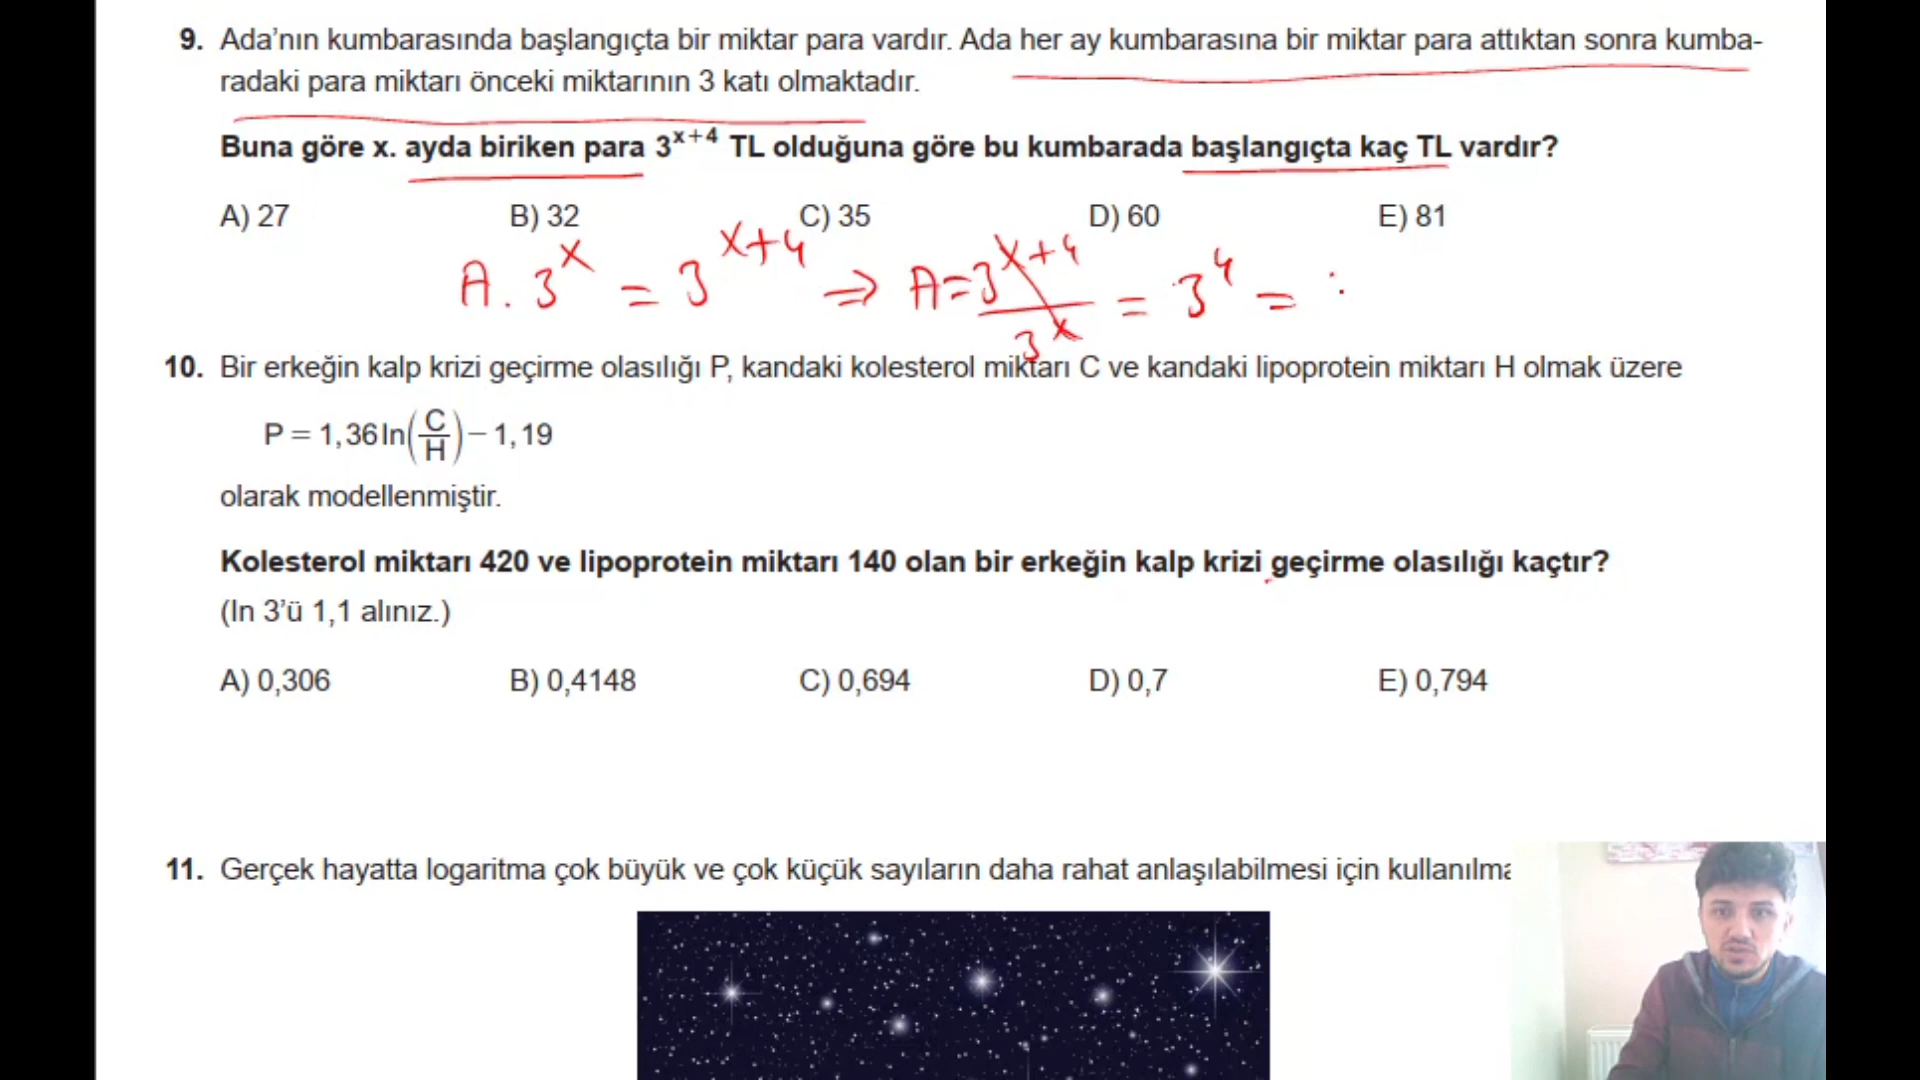 9. Ada'nın kumbarasında başlangıçta bir miktar para vardır. Ada her ay kumbarasına bir miktar para attıktan sonra kumba-
radaki para miktarı önceki miktarının 3 katı olmaktadır.
Buna göre x. ayda biriken para 3^{x+4} TL olduğuna göre bu kumbarada başlangıçta kaç TL vardır?
A) 27 B) 32 C) 35 D) 60 E) 81
A . 3^x = 3^{x+4} ⇒ A = 3^{x+4} / 3^x = 3^4 =
10. Bir erkeğin kalp krizi geçirme olasılığı P, kandaki kolesterol miktarı C ve kandaki lipoprotein miktarı H olmak üzere
P = 1,36 ln(C/H) − 1,19
olarak modellenmiştir.
Kolesterol miktarı 420 ve lipoprotein miktarı 140 olan bir erkeğin kalp krizi geçirme olasılığı kaçtır?
(ln 3'ü 1,1 alınız.)
A) 0,306 B) 0,4148 C) 0,694 D) 0,7 E) 0,794
11. Gerçek hayatta logaritma çok büyük ve çok küçük sayıların daha rahat anlaşılabilmesi için kullanılma